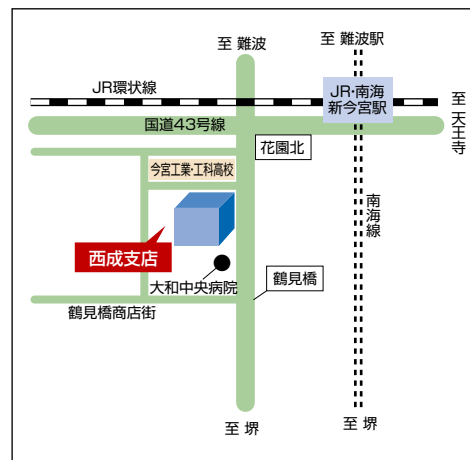 至 難波
至 難波駅
JR環状線
JR・南海
新今宮駅
至 天王寺
国道43号線
花園北
今宮工業・工科高校
南海線
西成支店
大和中央病院
鶴見橋
鶴見橋商店街
至 堺
至 堺